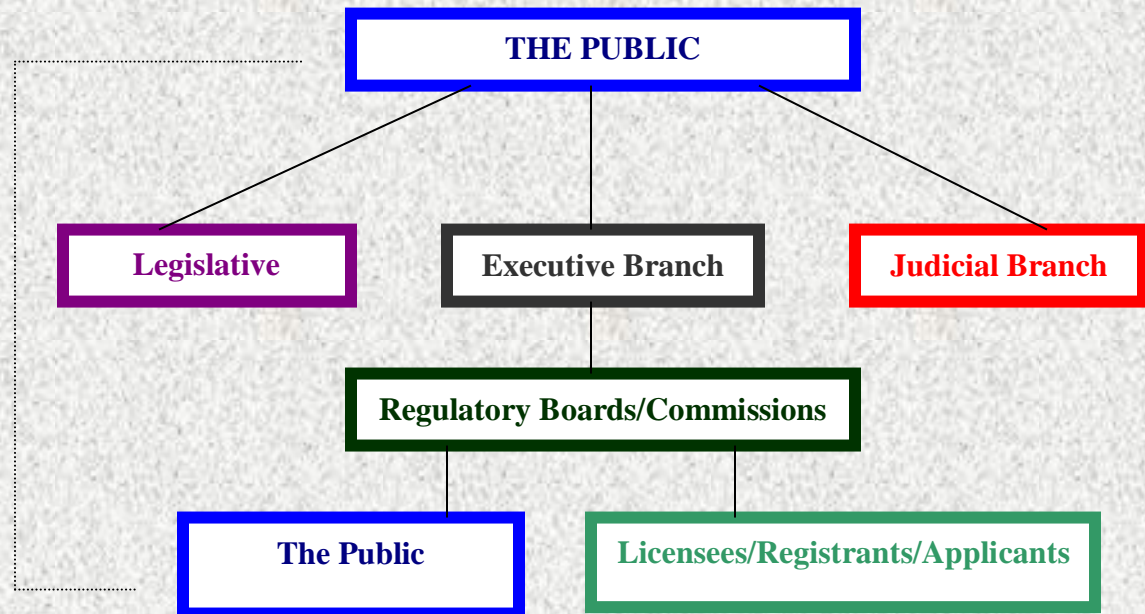 THE PUBLIC
Legislative
Executive Branch
Judicial Branch
Regulatory Boards/Commissions
The Public
Licensees/Registrants/Applicants